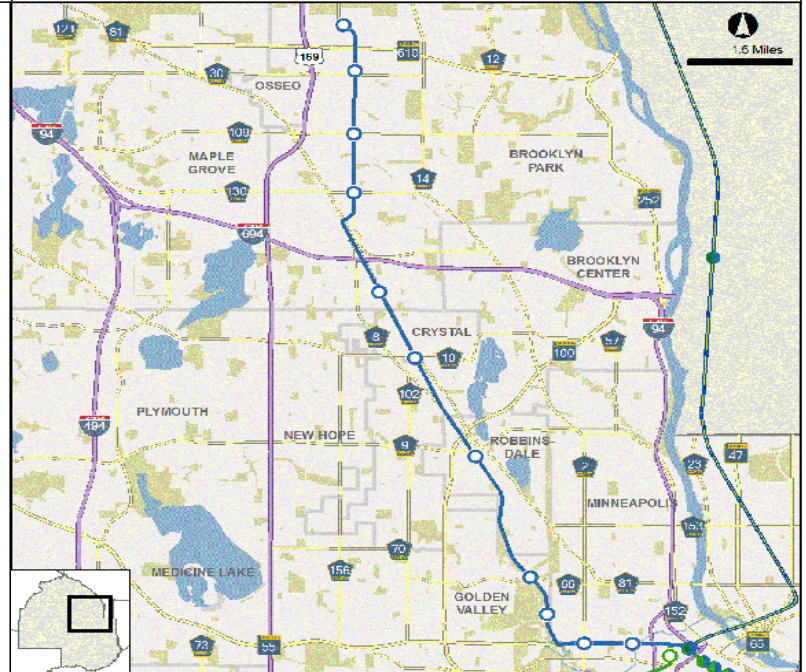 121
81
169
610
12
1.5 Miles
30
OSSEO
94
109
MAPLE
GROVE
BROOKLYN
PARK
14
130
252
694
BROOKLYN
CENTER
94
8
CRYSTAL
10
100
57
102
PLYMOUTH
494
NEW HOPE
9
ROBBINS-
DALE
2
23
47
MINNEAPOLIS
153
70
156
MEDICINE LAKE
66
81
GOLDEN
VALLEY
152
73
55
65